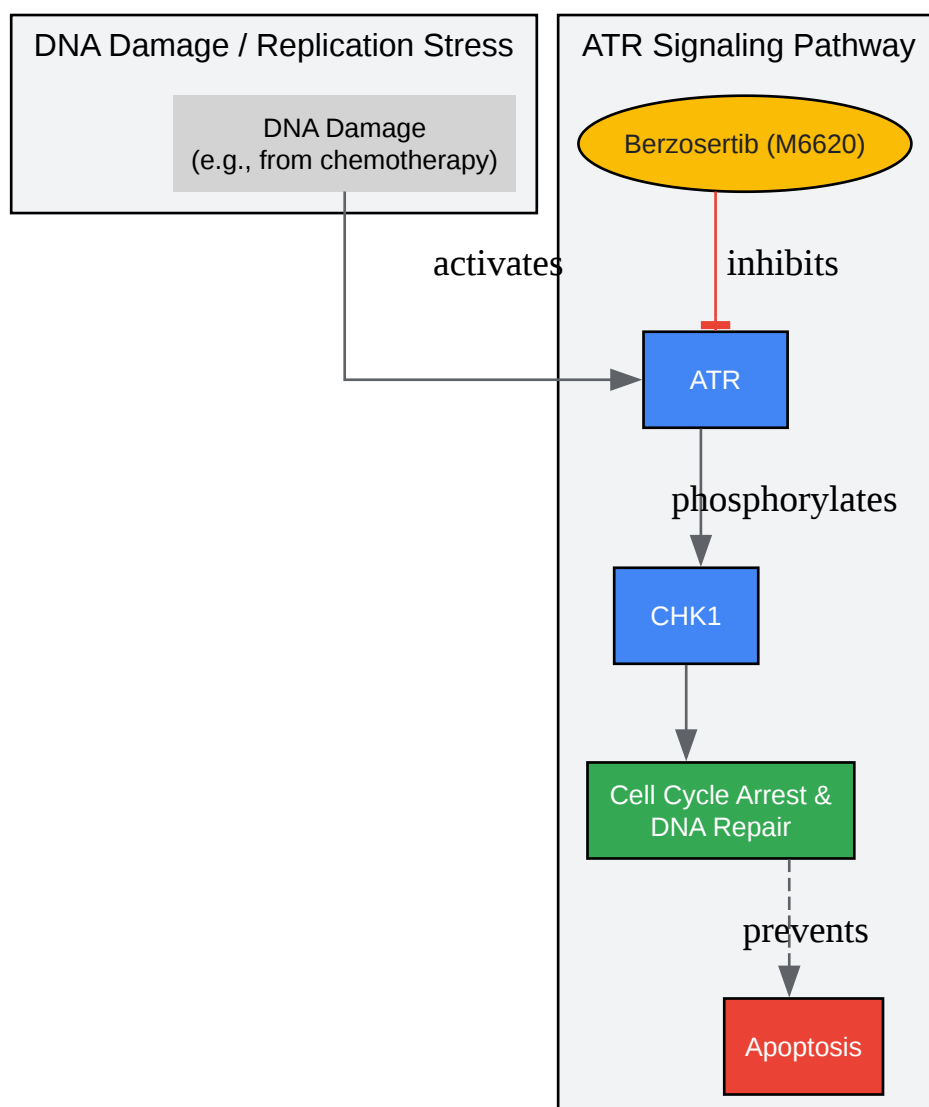 DNA Damage / Replication Stress
DNA Damage
(e.g., from chemotherapy)
ATR Signaling Pathway
Berzosertib (M6620)
activates
inhibits
ATR
phosphorylates
CHK1
Cell Cycle Arrest &
DNA Repair
prevents
Apoptosis